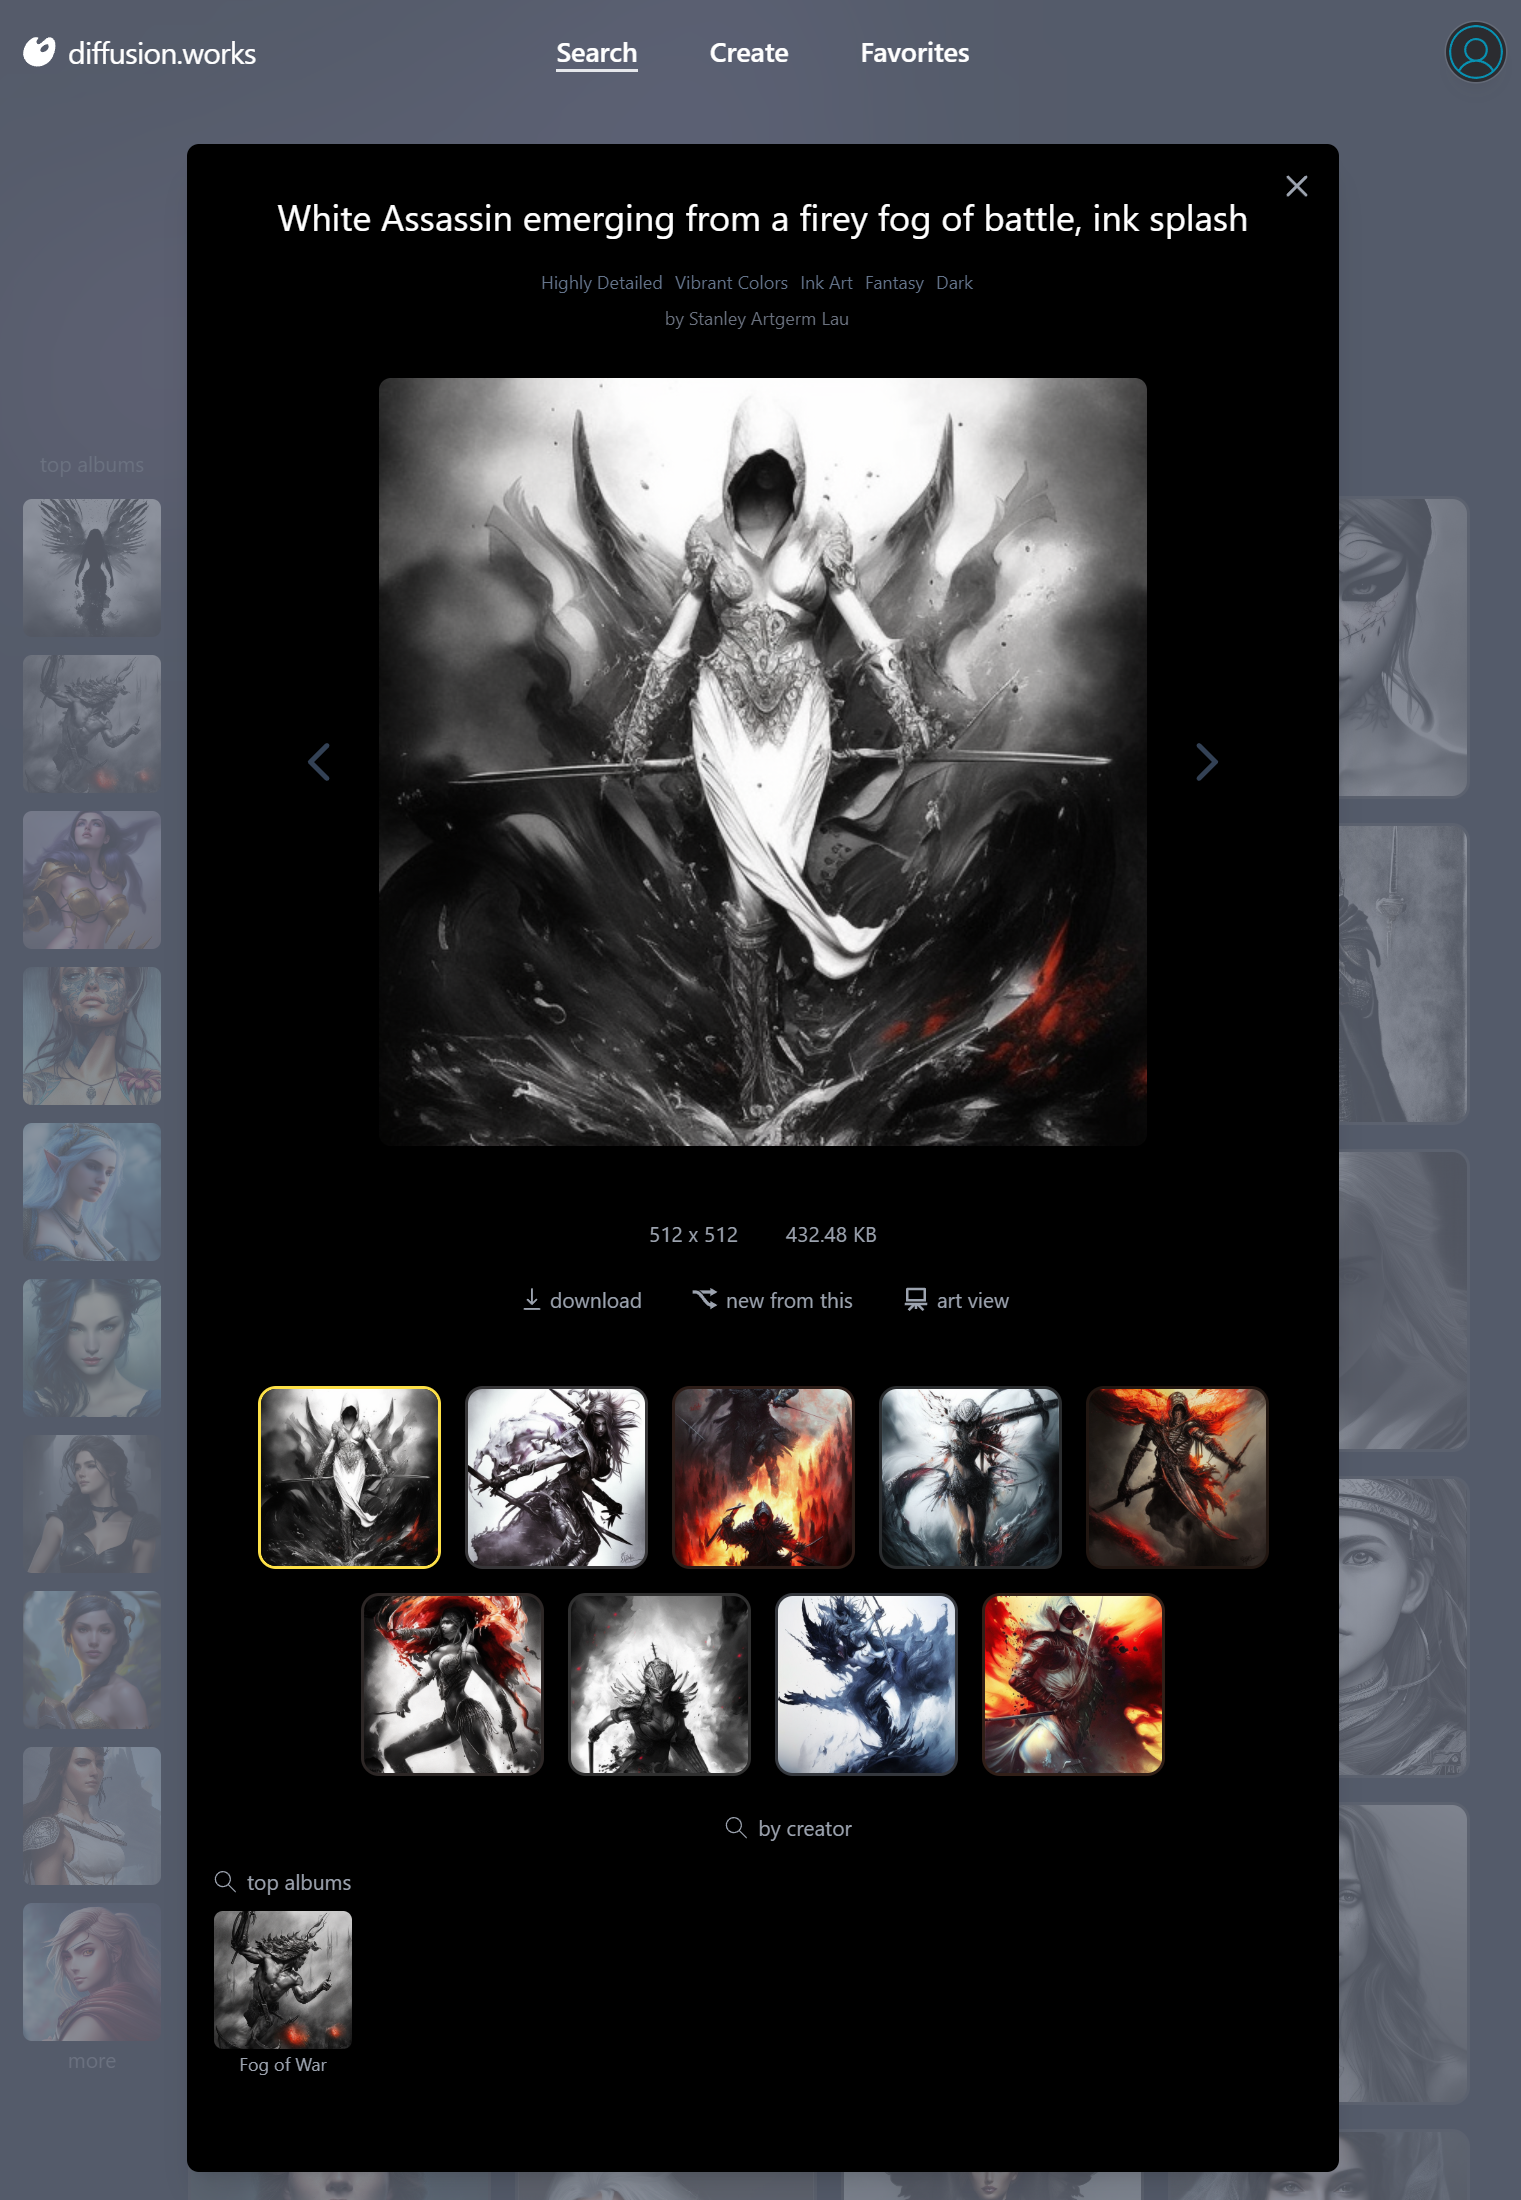 diffusion.works
Search Create Favorites
White Assassin emerging from a firey fog of battle, ink splash
Highly Detailed Vibrant Colors Ink Art Fantasy Dark
by Stanley Artgerm Lau
top albums
512 x 512 432.48 KB
download new from this art view
by creator
top albums
Fog of War
more